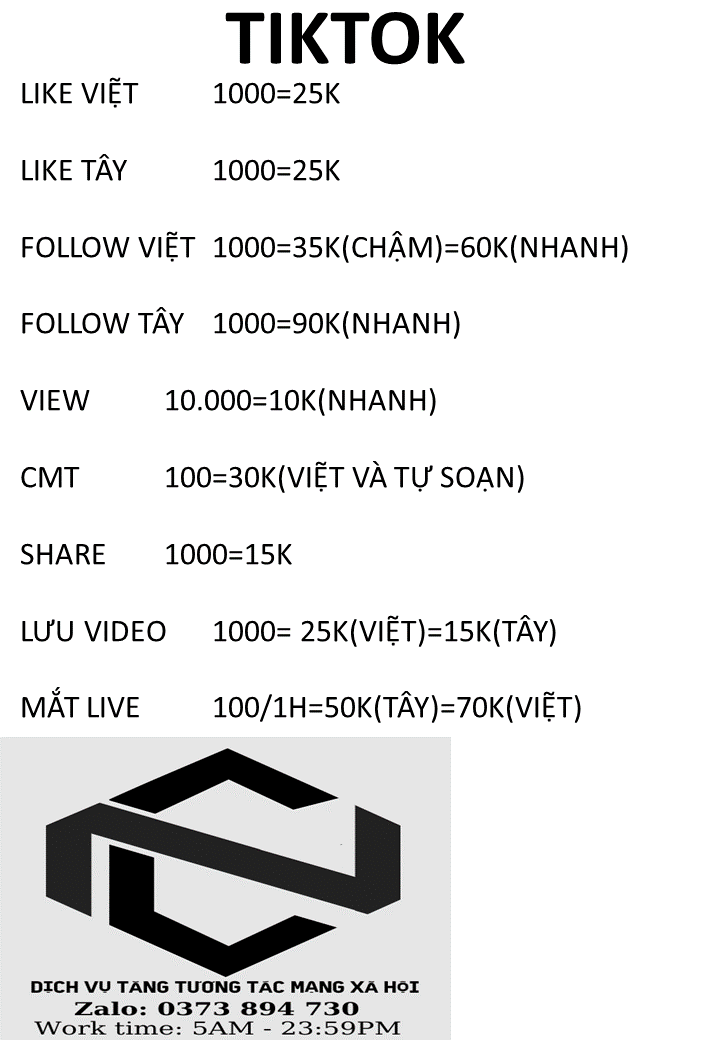 TIKTOK
LIKE VIỆT 1000=25K
LIKE TÂY 1000=25K
FOLLOW VIỆT 1000=35K(CHẬM)=60K(NHANH)
FOLLOW TÂY 1000=90K(NHANH)
VIEW 10.000=10K(NHANH)
CMT 100=30K(VIỆT VÀ TỰ SOẠN)
SHARE 1000=15K
LƯU VIDEO 1000= 25K(VIỆT)=15K(TÂY)
MẮT LIVE 100/1H=50K(TÂY)=70K(VIỆT)
DỊCH VỤ TĂNG TƯƠNG TÁC MẠNG XÃ HỘI
Zalo: 0373 894 730
Work time: 5AM - 23:59PM